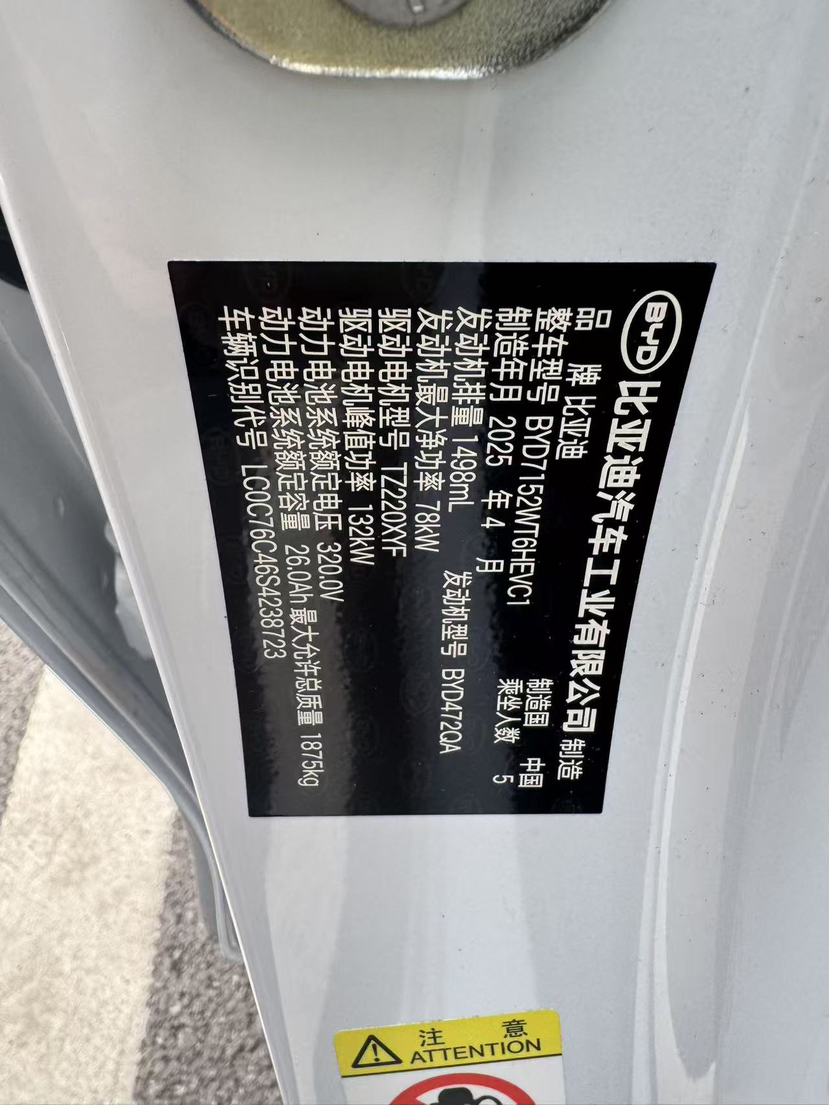 BYD 比亚迪汽车工业有限公司 制造
品 牌 比亚迪 制造国 中国
整车型号 BYD7152WT6HEVC1 乘坐人数 5
制造年月 2025 年 4 月
发动机排量 1498mL 发动机型号 BYD472QA
发动机最大净功率 78kW
驱动电机型号 TZ220XYF
驱动电机峰值功率 132kW
动力电池系统额定电压 320.0V
动力电池系统额定容量 26.0Ah 最大允许总质量 1875kg
车辆识别代号 LC0C76C46S4238723
注 意
ATTENTION